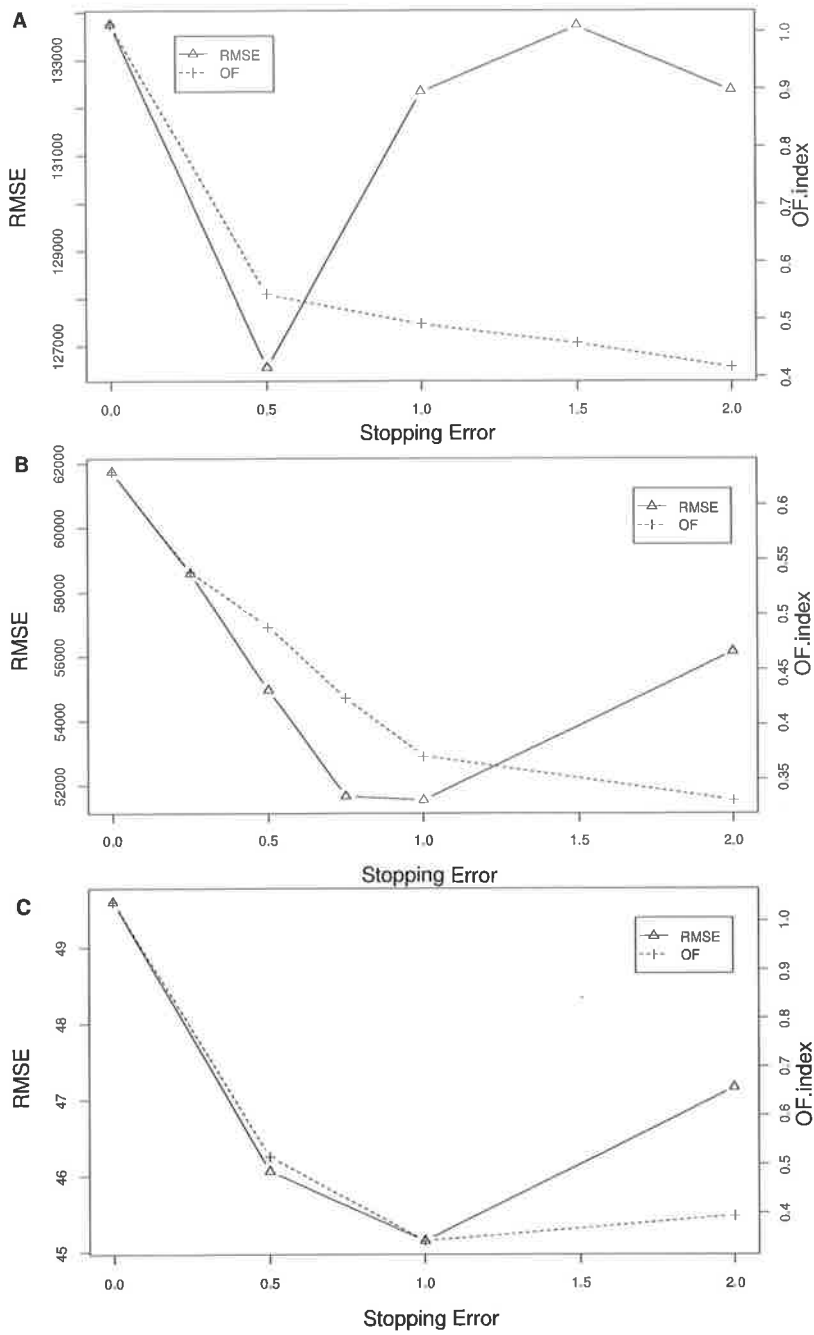 A
RMSE
OF
133000
131000
129000
127000
RMSE
1.0
0.9
0.8
0.7
0.6
0.5
0.4
OF.index
0.0 0.5 1.0 1.5 2.0
Stopping Error
B
RMSE
OF
62000
60000
58000
56000
54000
52000
RMSE
0.6
0.55
0.5
0.45
0.4
0.35
OF.index
0.0 0.5 1.0 1.5 2.0
Stopping Error
C
RMSE
OF
49
48
47
46
45
RMSE
1.0
0.9
0.8
0.7
0.6
0.5
0.4
OF.index
0.0 0.5 1.0 1.5 2.0
Stopping Error